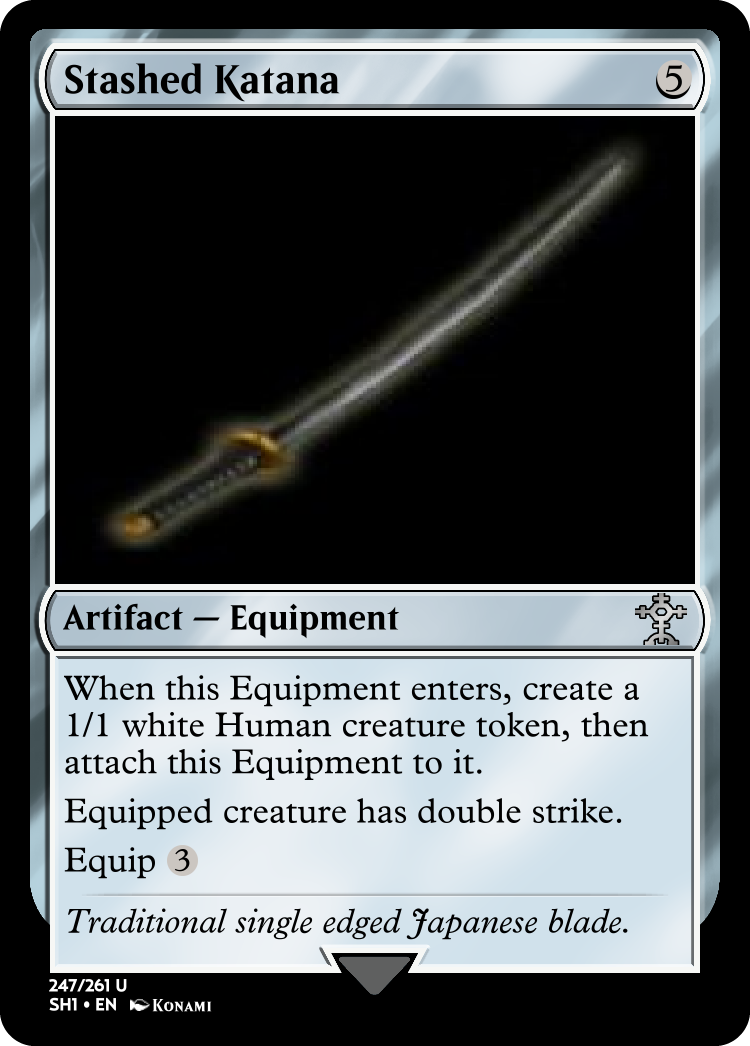 Stashed Katana 5
Artifact — Equipment
When this Equipment enters, create a
1/1 white Human creature token, then
attach this Equipment to it.
Equipped creature has double strike.
Equip 3
Traditional single edged Japanese blade.
247/261 U
SH1 • EN KONAMI